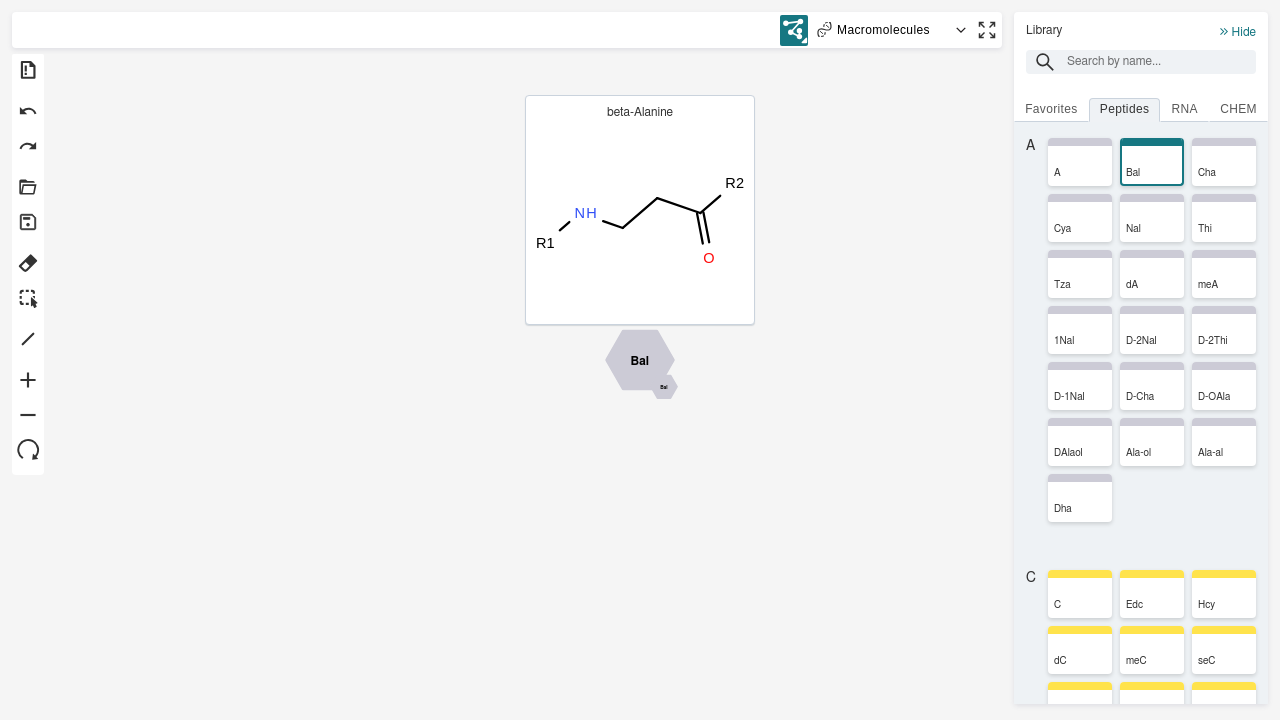 Macromolecules
Library
Hide
Search by name...
Favorites
Peptides
RNA
CHEM
beta-Alanine
R2
NH
R1
O
Bal
Bal
A
A
Bal
Cha
Cya
Nal
Thi
Tza
dA
meA
1Nal
D-2Nal
D-2Thi
D-1Nal
D-Cha
D-OAla
DAlaol
Ala-ol
Ala-al
Dha
C
C
Edc
Hcy
dC
meC
seC